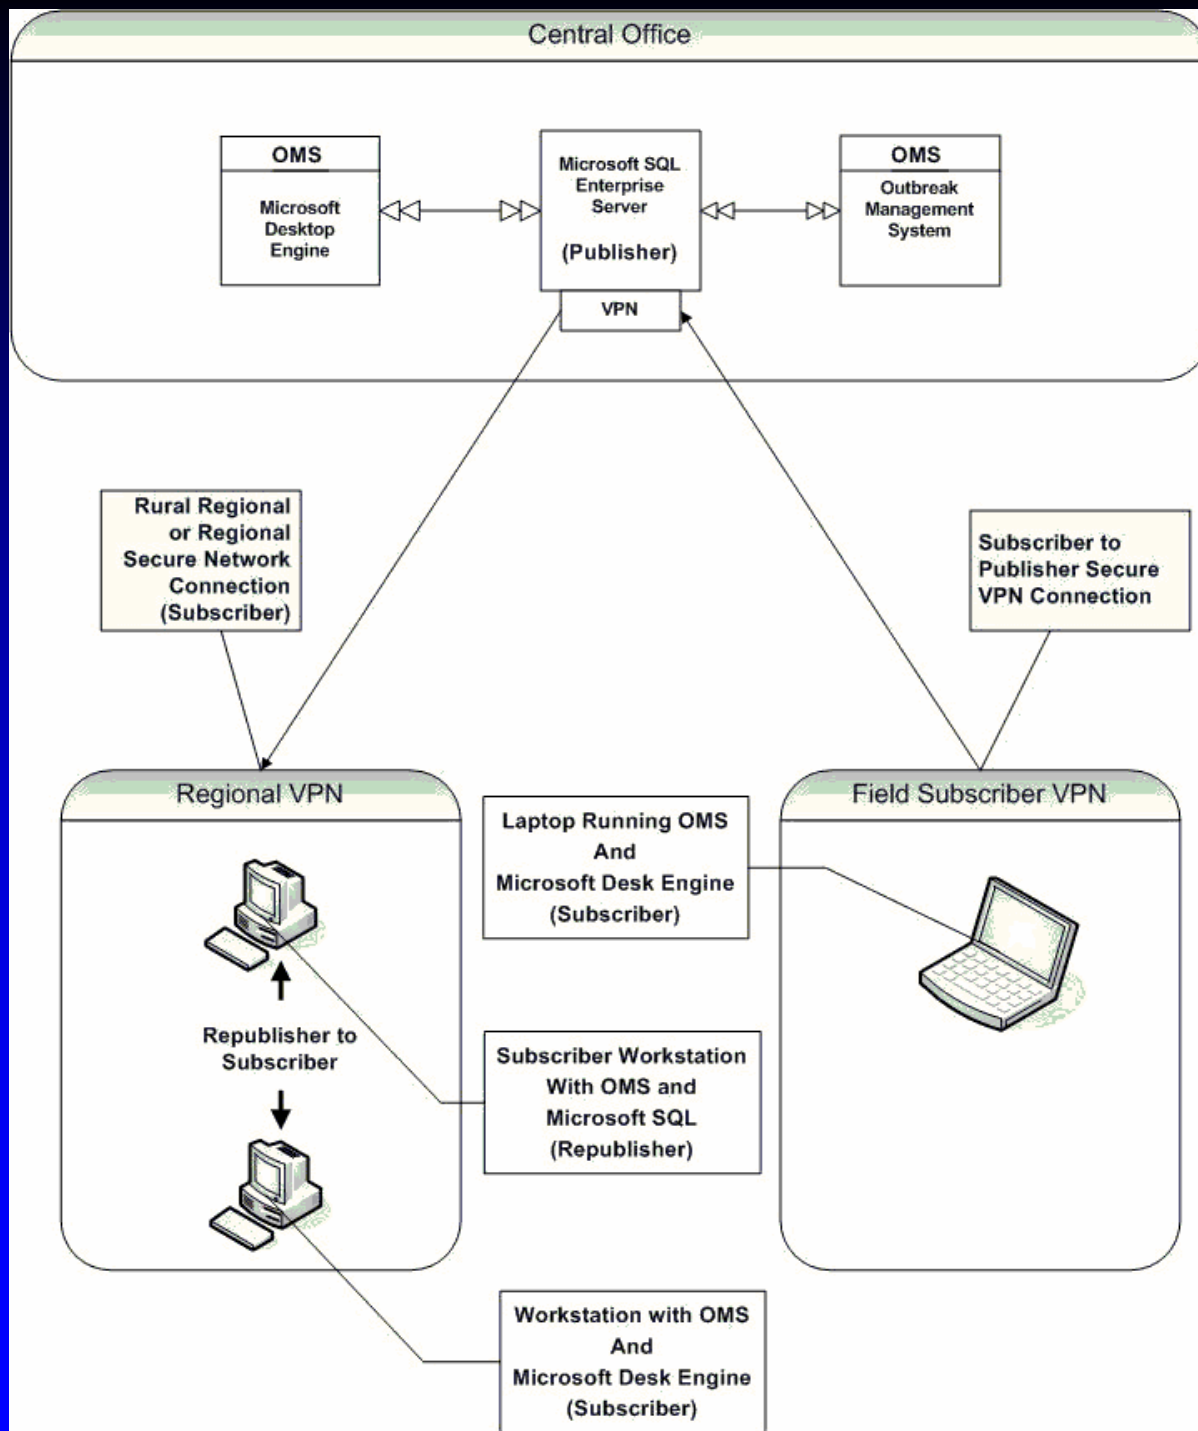 Central Office
OMS
Microsoft
Desktop
Engine
Microsoft SQL
Enterprise
Server
(Publisher)
VPN
OMS
Outbreak
Management
System
Rural Regional
or Regional
Secure Network
Connection
(Subscriber)
Subscriber to
Publisher Secure
VPN Connection
Regional VPN
Republisher to
Subscriber
Laptop Running OMS
And
Microsoft Desk Engine
(Subscriber)
Subscriber Workstation
With OMS and
Microsoft SQL
(Republisher)
Workstation with OMS
And
Microsoft Desk Engine
(Subscriber)
Field Subscriber VPN